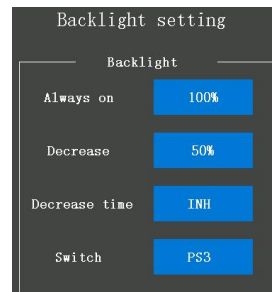 Backlight setting
Backlight
Always on 100%
Decrease 50%
Decrease time INH
Switch PS3